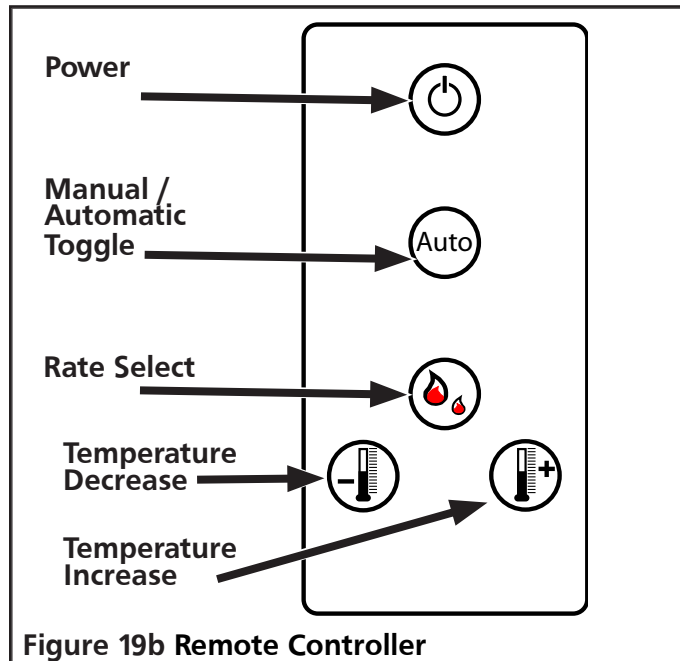 Power
Manual /
Automatic
Toggle
Auto
Rate Select
Temperature
Decrease
Temperature
Increase
Figure 19b Remote Controller